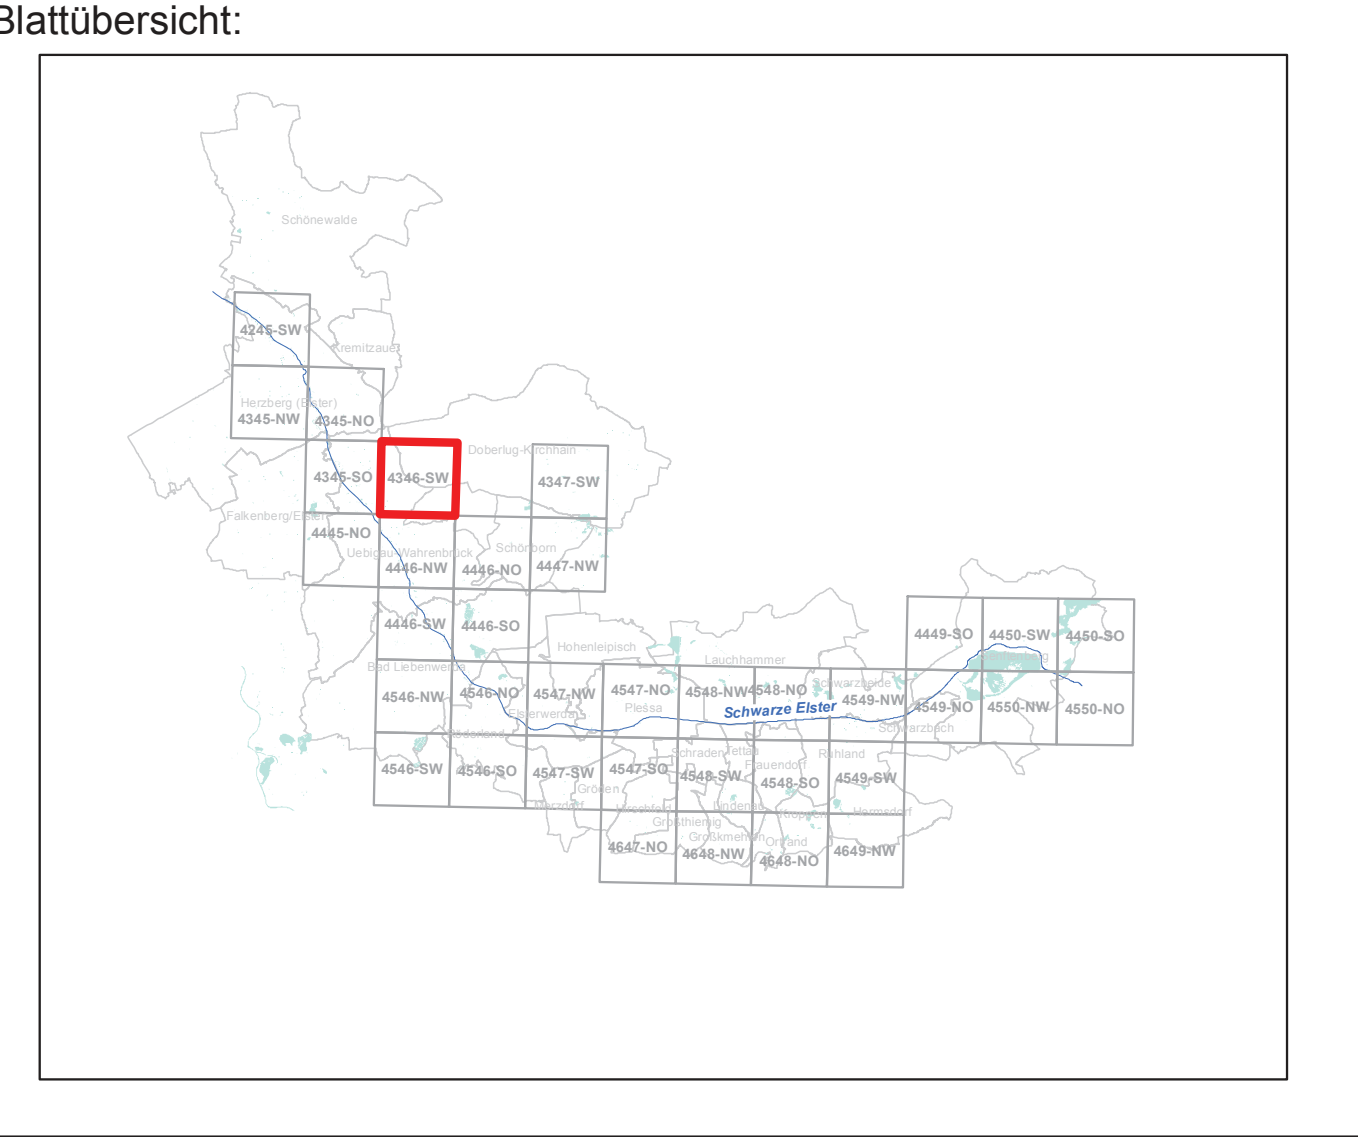 Blattübersicht:
Schönewalde
4245-SW
Kremitzaue
Herzberg (Elster)
4345-NW
4345-NO
Doberlug-Kirchhain
4345-SO
4346-SW
4347-SW
Falkenberg/Elster
4445-NO
Uebigau-Wahrenbrück
Schönborn
4446-NW
4446-NO
4447-NW
4446-SW
4446-SO
4449-SO
4450-SW
4450-SO
Hohenleipisch
Lauchhammer
Senftenberg
Bad Liebenwerda
4546-NW
4546-NO
4547-NW
4547-NO
4548-NW
4548-NO
Schwarzheide
4549-NW
4549-NO
4550-NW
4550-NO
Plessa
Schwarze Elster
Elsterwerda
Schwarzbach
Röderland
Schraden
Tettau
Frauendorf
Ruhland
4546-SW
4546-SO
4547-SW
4547-SO
4548-SW
4548-SO
4549-SW
Gröden
Merzdorf
Hirschfeld
Lindenau
Kroppen
Hermsdorf
Großthiemig
Großkmehlen
Ortrand
4647-NO
4648-NW
4648-NO
4649-NW